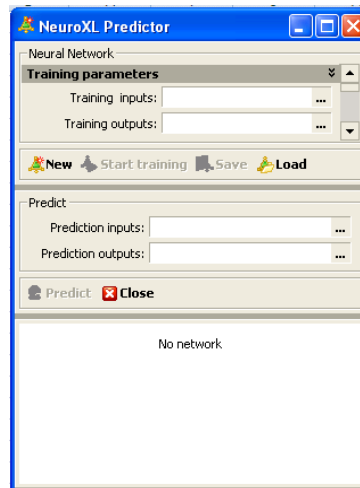 NeuroXL Predictor
Neural Network
Training parameters
Training inputs: ...
Training outputs: ...
New Start training Save Load
Predict
Prediction inputs: ...
Prediction outputs: ...
Predict Close
No network